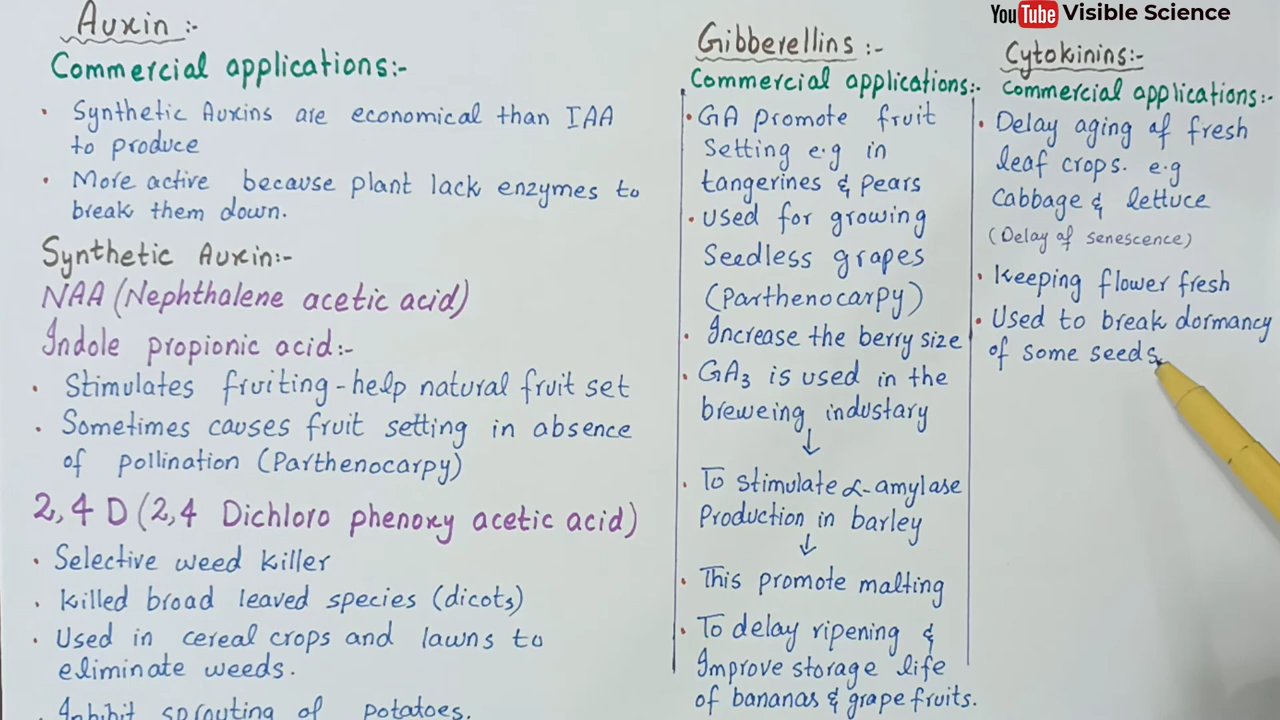 Auxin :-
Commercial applications:-
• Synthetic Auxins are economical than IAA
to produce
• More active because plant lack enzymes to
break them down.
Synthetic Auxin:-
NAA (Nephthalene acetic acid)
Indole propionic acid:-
• Stimulates fruiting - help natural fruit set
• Sometimes causes fruit setting in absence
of pollination (Parthenocarpy)
2,4 D (2,4 Dichloro phenoxy acetic acid)
• Selective weed killer
• Killed broad leaved species (dicots)
• Used in cereal crops and lawns to
eliminate weeds.
• Inhibit sprouting of potatoes.
Gibberellins :-
Commercial applications:-
• GA promote fruit
Setting e.g in
tangerines & pears
• Used for growing
Seedless grapes
(Parthenocarpy)
• Increase the berry size
• GA₃ is used in the
breweing industary
↓
• To stimulate α-amylase
Production in barley
↓
• This promote malting
• To delay ripening &
Improve storage life
of bananas & grape fruits.
YouTube Visible Science
Cytokinins:-
Commercial applications:-
• Delay aging of fresh
leaf crops. e.g
Cabbage & lettuce
(Delay of senescence)
• Keeping flower fresh
• Used to break dormancy
of some seeds.